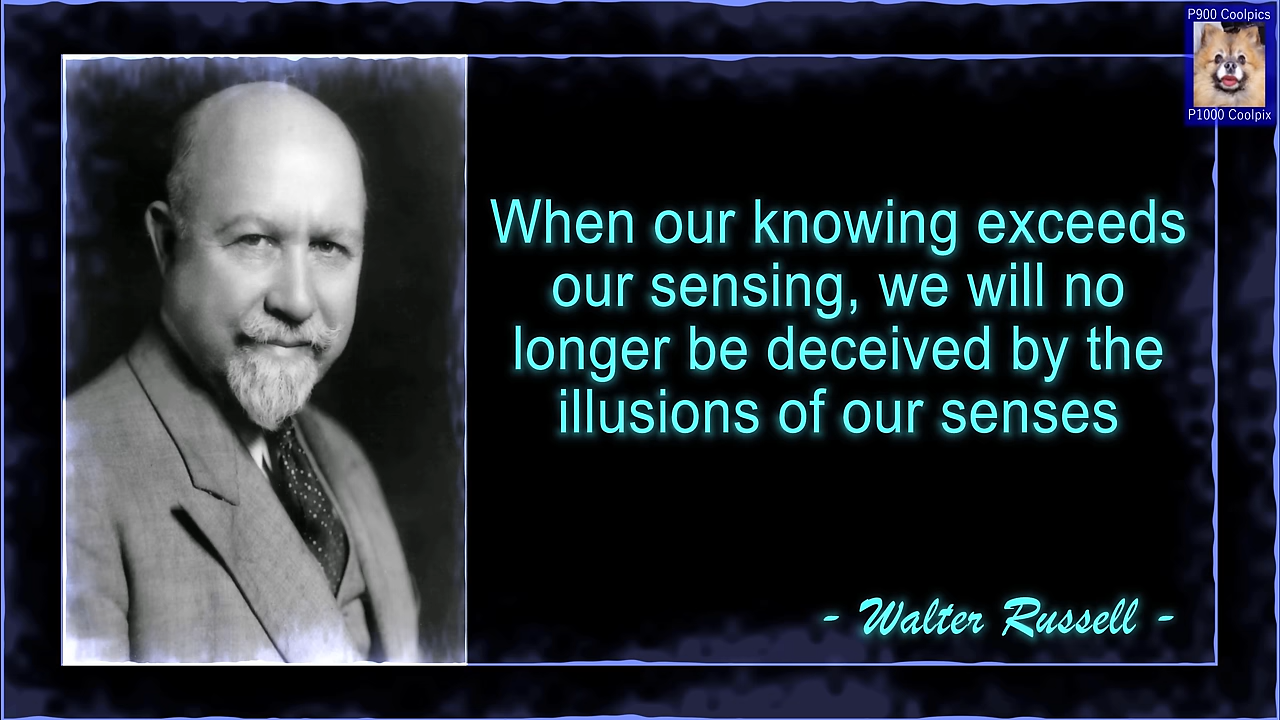 P900 Coolpics
P1000 Coolpix
When our knowing exceeds
our sensing, we will no
longer be deceived by the
illusions of our senses
- Walter Russell -